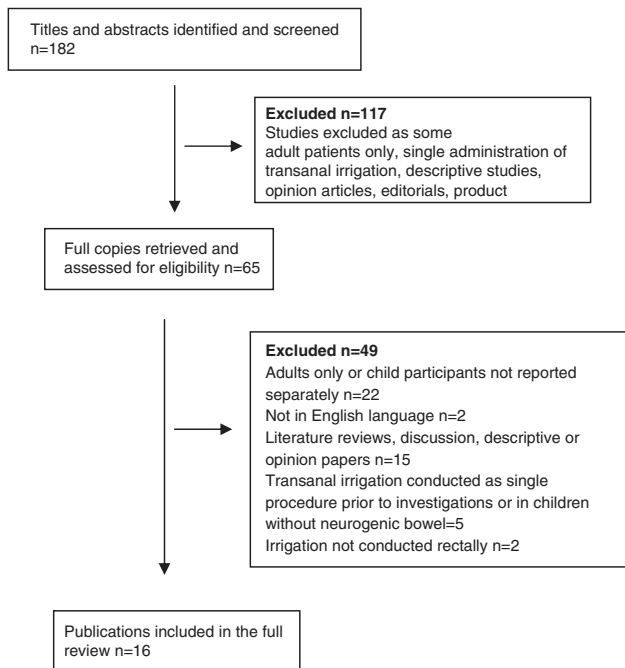 Titles and abstracts identified and screened
n=182
Excluded n=117
Studies excluded as some
adult patients only, single administration of
transanal irrigation, descriptive studies,
opinion articles, editorials, product
Full copies retrieved and
assessed for eligibility n=65
Excluded n=49
Adults only or child participants not reported
separately n=22
Not in English language n=2
Literature reviews, discussion, descriptive or
opinion papers n=15
Transanal irrigation conducted as single
procedure prior to investigations or in children
without neurogenic bowel=5
Irrigation not conducted rectally n=2
Publications included in the full
review n=16